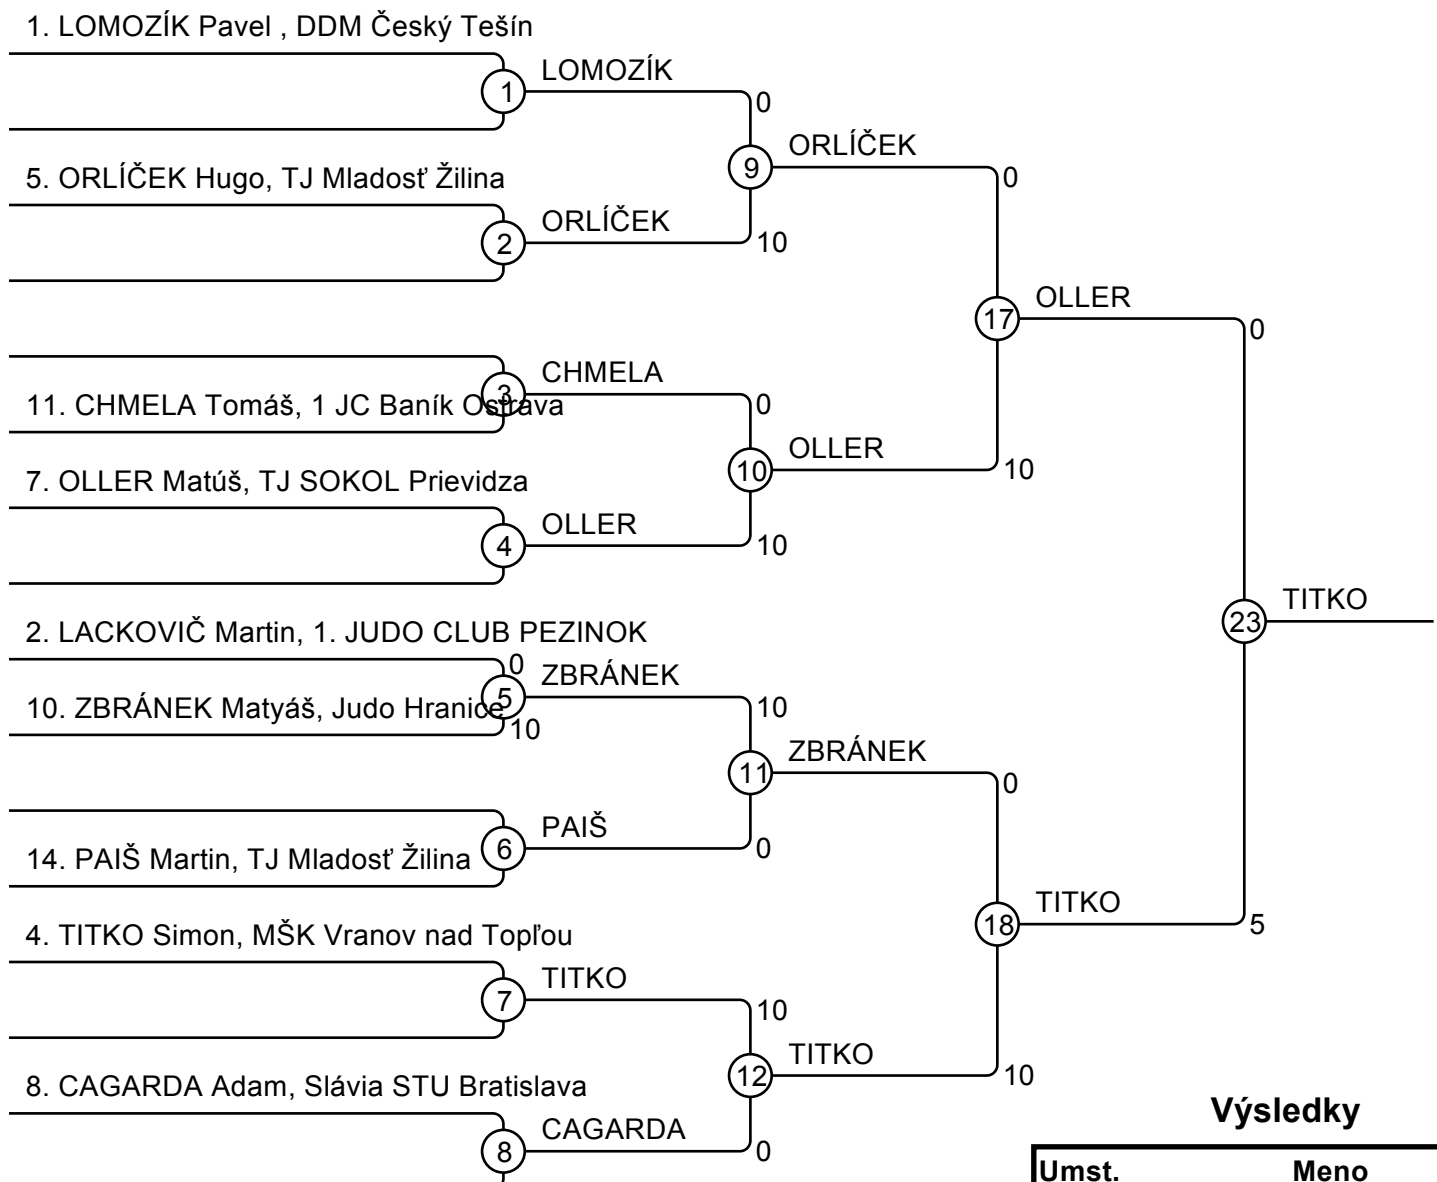 1. LOMOZÍK Pavel , DDM Český Tešín
1
LOMOZÍK
0
9
ORLÍČEK
0
5. ORLÍČEK Hugo, TJ Mladosť Žilina
2
ORLÍČEK
10
17
OLLER
0
3
CHMELA
0
11. CHMELA Tomáš, 1 JC Baník Ostrava
10
OLLER
10
7. OLLER Matúš, TJ SOKOL Prievidza
4
OLLER
10
23
TITKO
2. LACKOVIČ Martin, 1. JUDO CLUB PEZINOK
0
5
ZBRÁNEK
10
10. ZBRÁNEK Matyáš, Judo Hranice
10
11
ZBRÁNEK
0
6
PAIŠ
0
14. PAIŠ Martin, TJ Mladosť Žilina
18
TITKO
5
4. TITKO Simon, MŠK Vranov nad Topľou
7
TITKO
10
12
TITKO
10
8. CAGARDA Adam, Slávia STU Bratislava
8
CAGARDA
0
Výsledky
Umst. Meno